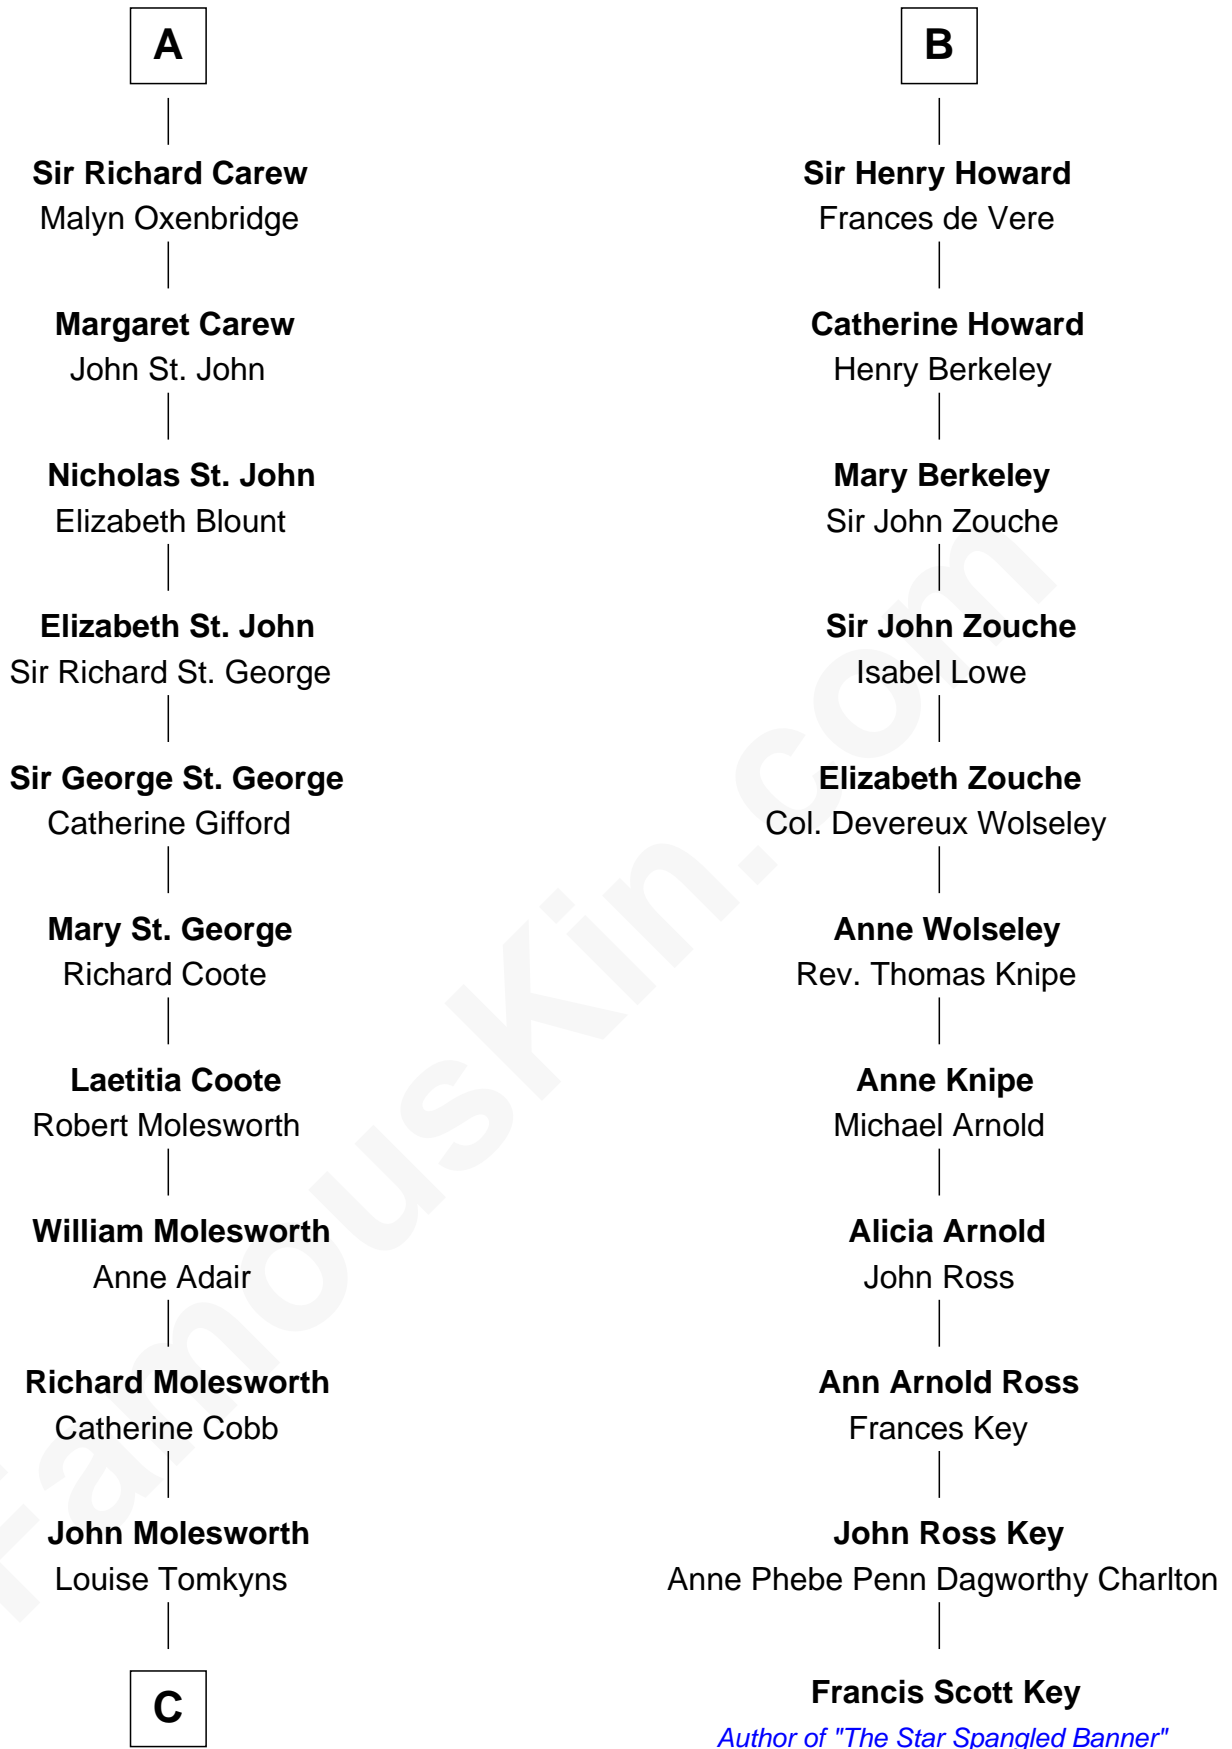 A
Sir Richard Carew
Malyn Oxenbridge
Margaret Carew
John St. John
Nicholas St. John
Elizabeth Blount
Elizabeth St. John
Sir Richard St. George
Sir George St. George
Catherine Gifford
Mary St. George
Richard Coote
Laetitia Coote
Robert Molesworth
William Molesworth
Anne Adair
Richard Molesworth
Catherine Cobb
John Molesworth
Louise Tomkyns
C
B
Sir Henry Howard
Frances de Vere
Catherine Howard
Henry Berkeley
Mary Berkeley
Sir John Zouche
Sir John Zouche
Isabel Lowe
Elizabeth Zouche
Col. Devereux Wolseley
Anne Wolseley
Rev. Thomas Knipe
Anne Knipe
Michael Arnold
Alicia Arnold
John Ross
Ann Arnold Ross
Frances Key
John Ross Key
Anne Phebe Penn Dagworthy Charlton
Francis Scott Key
Author of "The Star Spangled Banner"
FamousKin.com